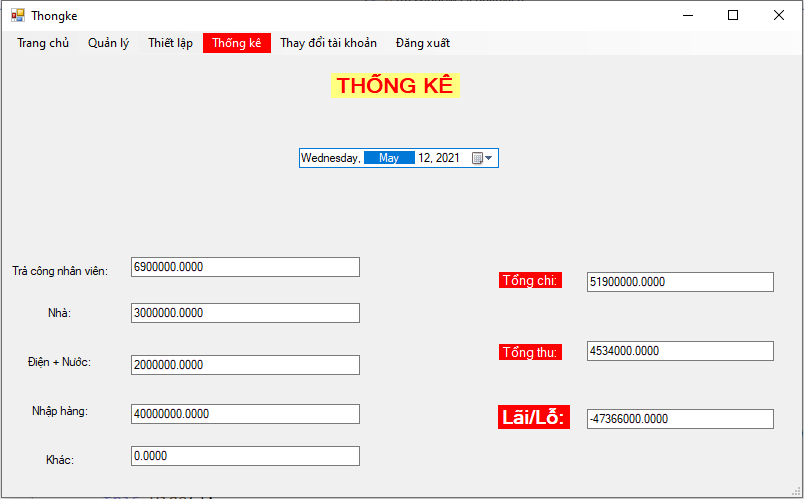 Thongke
Trang chủ Quản lý Thiết lập Thống kê Thay đổi tài khoản Đăng xuất
THỐNG KÊ
Wednesday, May 12, 2021
Trả công nhân viên: 6900000.0000
Nhà: 3000000.0000
Điện + Nước: 2000000.0000
Nhập hàng: 40000000.0000
Khác: 0.0000
Tổng chi: 51900000.0000
Tổng thu: 4534000.0000
Lãi/Lỗ: -47366000.0000